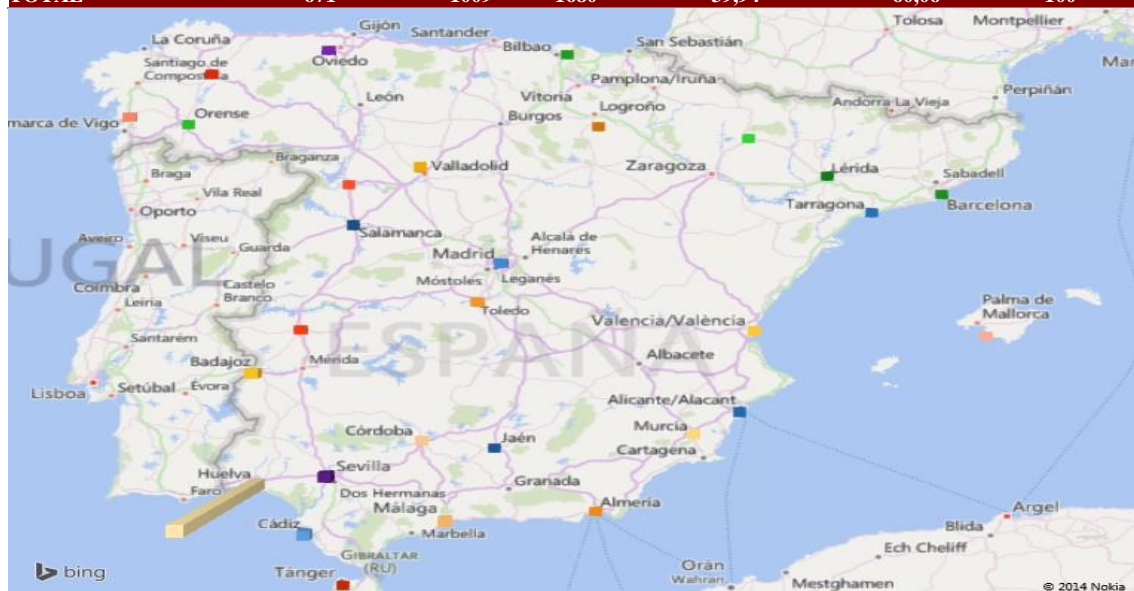 TOTAL
Tolosa
Montpellier
Gijón
La Coruña
Santander
Bilbao
San Sebastián
Oviedo
Santiago de
Compostela
Pamplona/Iruña
León
Vitoria
Perpiñán
Logroño
Andorra La Vieja
Orense
Burgos
marca de Vigo
Braganza
Valladolid
Zaragoza
Lérida
Braga
Sabadell
Vila Real
Oporto
Tarragona
Barcelona
Aveiro
Viseu
Salamanca
Alcalá de
Henares
Guarda
Madrid
UGAL
Móstoles
Leganés
Coimbra
Castelo
Branco
Leiria
Toledo
Palma de
Mallorca
Valencia/València
ESPAÑA
Santarém
Albacete
Badajoz
Mérida
Lisboa
Setúbal
Évora
Alicante/Alacant
Córdoba
Murcia
Jaén
Cartagena
Huelva
Sevilla
Faro
Granada
Dos Hermanas
Almería
Málaga
Argel
Cádiz
Marbella
Blida
GIBRALTAR
(RU)
Ech Cheliff
Orán
Wahran
Tánger
Mestghamen
bing
© 2014 Nokia